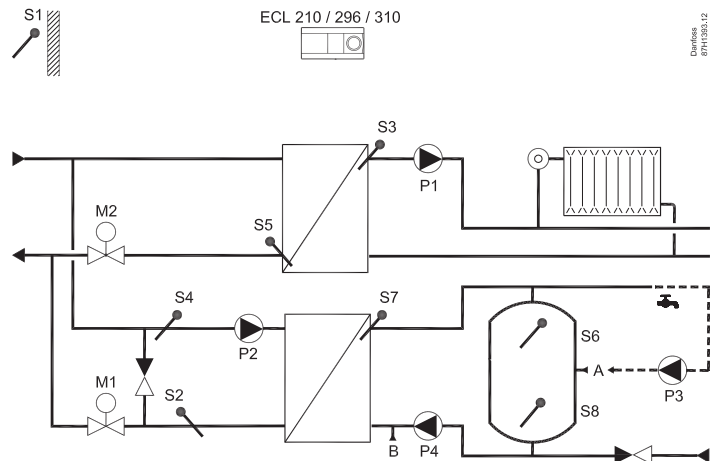 S1
ECL 210 / 296 / 310
Danfoss
87H1393.12
S3
P1
M2
S5
S4
S7
P2
S6
A
P3
M1
S2
S8
B
P4